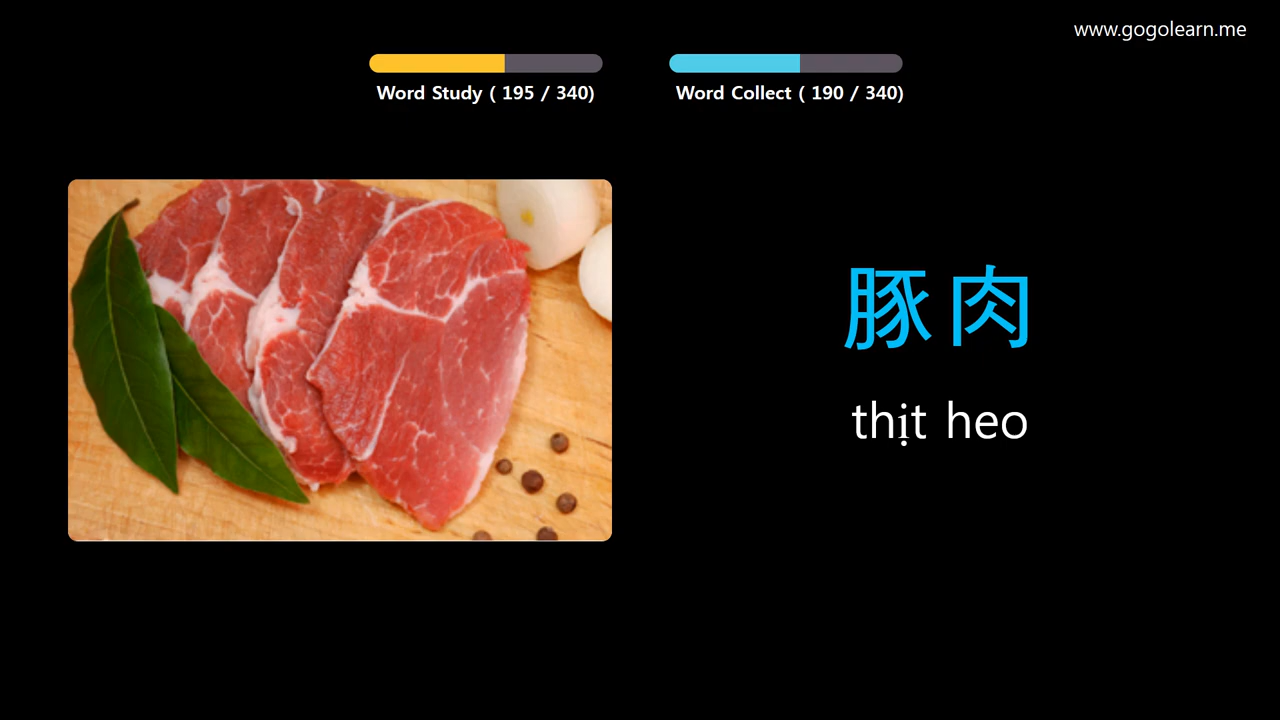 www.gogolearn.me
Word Study ( 195 / 340)
Word Collect ( 190 / 340)
豚肉
thịt heo